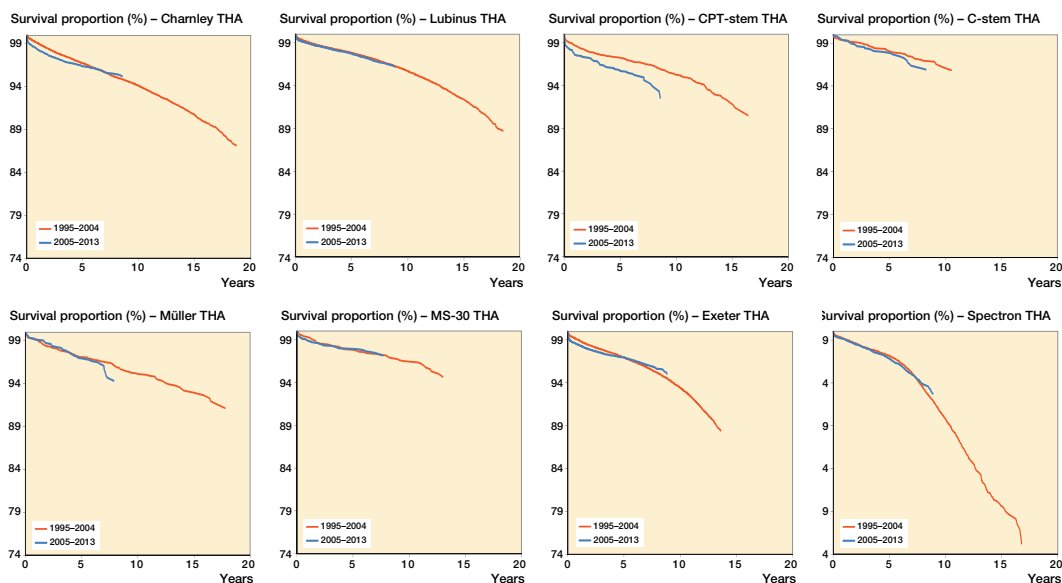 Survival proportion (%) – Charnley THA
99
94
89
84
79
74
1995–2004
2005–2013
0 5 10 15 20
Years
Survival proportion (%) – Lubinus THA
99
94
89
84
79
74
1995–2004
2005–2013
0 5 10 15 20
Years
Survival proportion (%) – CPT-stem THA
99
94
89
84
79
74
1995–2004
2005–2013
0 5 10 15 20
Years
Survival proportion (%) – C-stem THA
99
94
89
84
79
74
1995–2004
2005–2013
0 5 10 15 20
Years
Survival proportion (%) – Müller THA
99
94
89
84
79
74
1995–2004
2005–2013
0 5 10 15 20
Years
Survival proportion (%) – MS-30 THA
99
94
89
84
79
74
1995–2004
2005–2013
0 5 10 15 20
Years
Survival proportion (%) – Exeter THA
99
94
89
84
79
74
1995–2004
2005–2013
0 5 10 15 20
Years
Survival proportion (%) – Spectron THA
9
4
9
4
9
4
1995–2004
2005–2013
0 5 10 15 20
Years